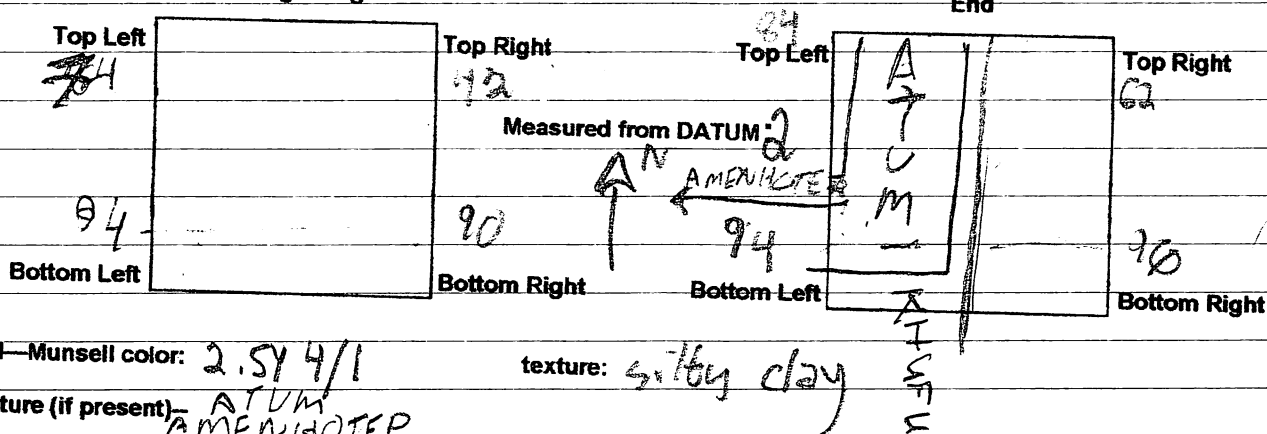 End
84
Top Left
Top Right
42
Top Left
Top Right
62
Measured from DATUM: 2
N
AMENHOTEP
ATUM
94
90
94
96
Bottom Left
Bottom Right
Bottom Left
Bottom Right
—Munsell color: 2.5Y 4/1
texture: silty clay
ture (if present)— ATUM
AMENHOTEP